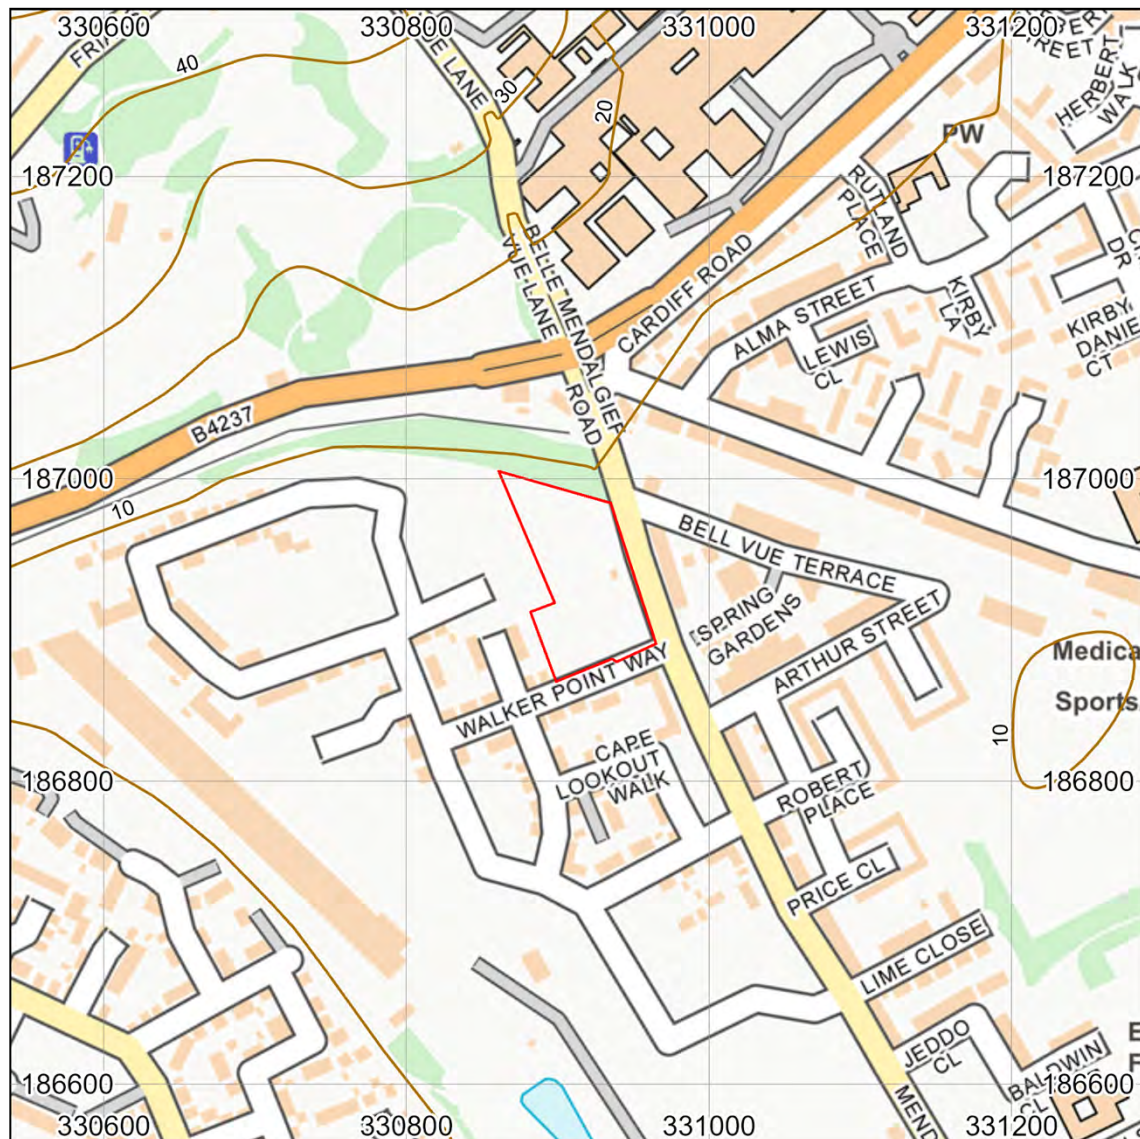 330600
330800
331000
331200
FRIA
40
LANE
30
20
STREET
HERBERT
WALK
PW
187200
187200
RUTLAND
PLACE
BELLE
VUE LANE
MENDALGIEF
ROAD
CARDIFF ROAD
ALMA STREET
KIRBY
LA
DR
LEWIS
CL
KIRBY
DANIE
CT
B4237
187000
187000
10
BELL VUE TERRACE
SPRING
GARDENS
ARTHUR STREET
WALKER POINT WAY
Medica
Sports
10
CAPE
LOOKOUT
WALK
186800
186800
ROBERT
PLACE
PRICE CL
LIME CLOSE
JEDDO
CL
BALDWIN
CL
MEND
E
F
186600
186600
330600
330800
331000
331200